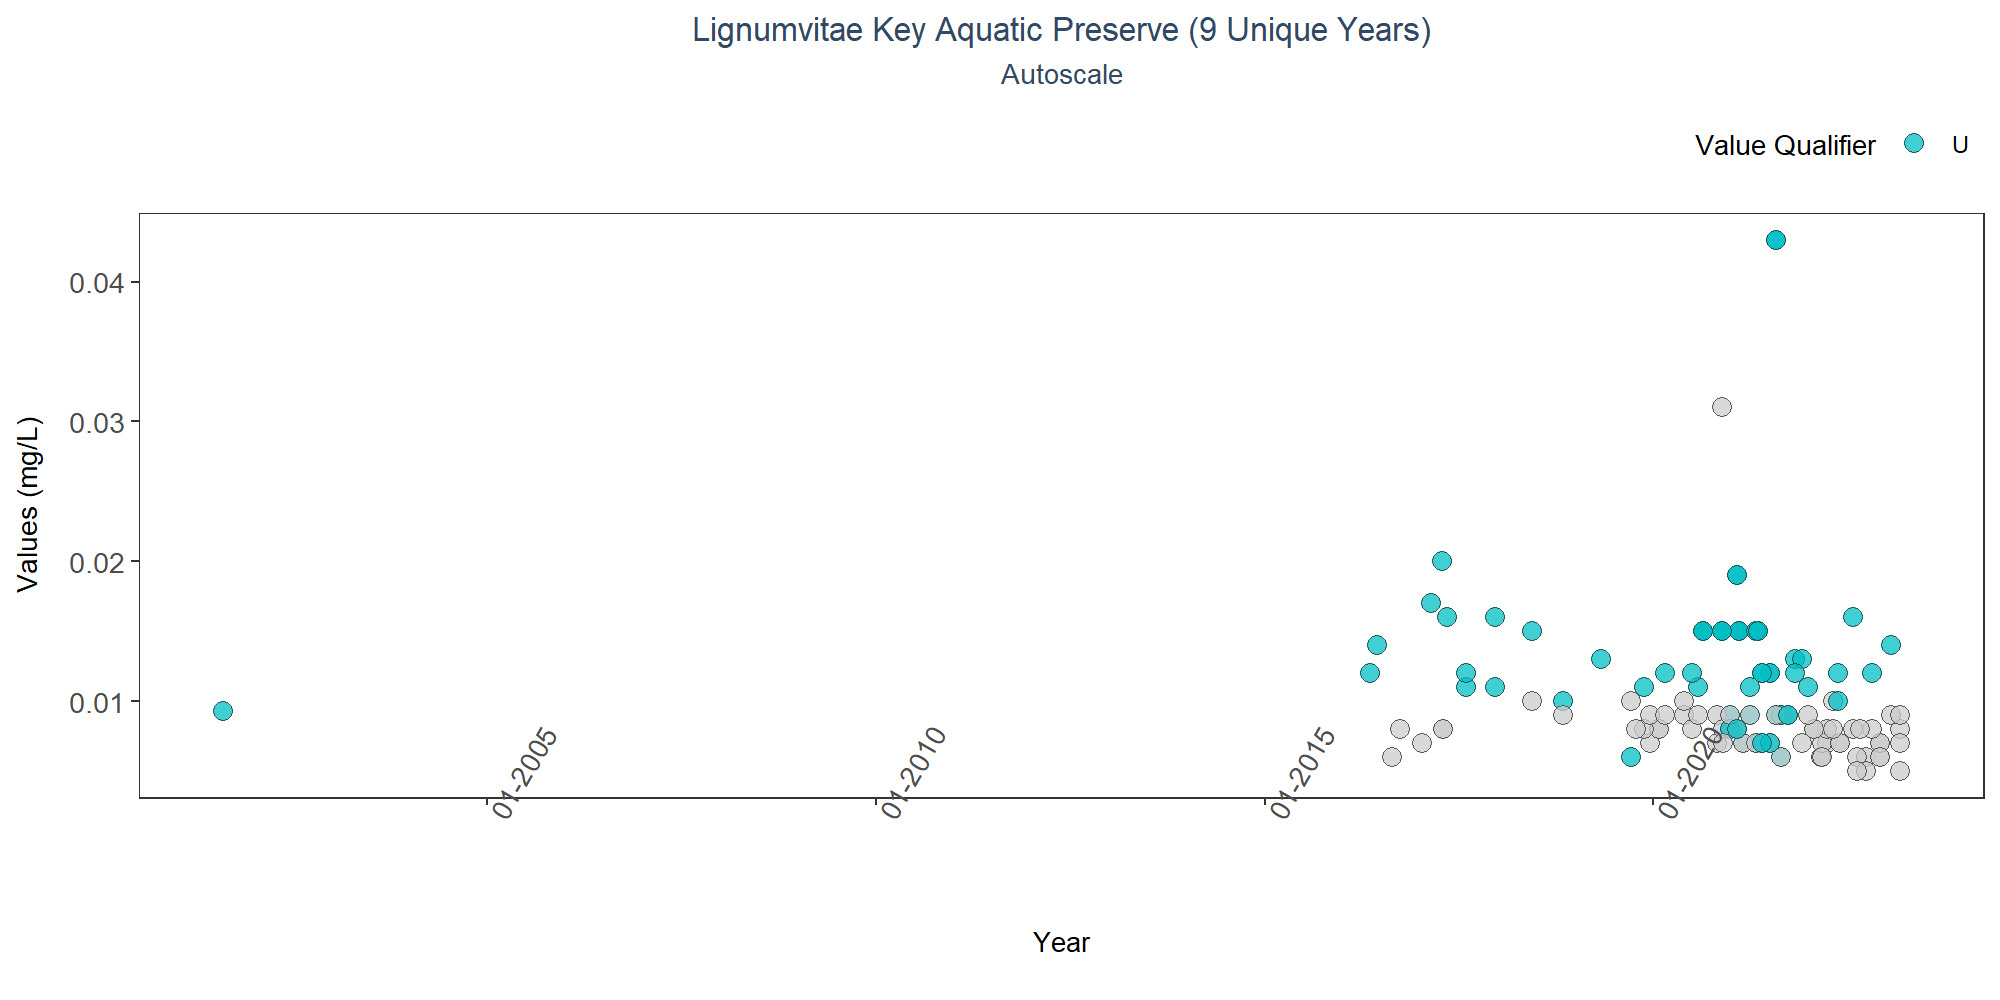 Lignumvitae Key Aquatic Preserve (9 Unique Years)
Autoscale
Value Qualifier U
Values (mg/L)
0.04
0.03
0.02
0.01
01-2005 01-2010 01-2015 01-2020
Year